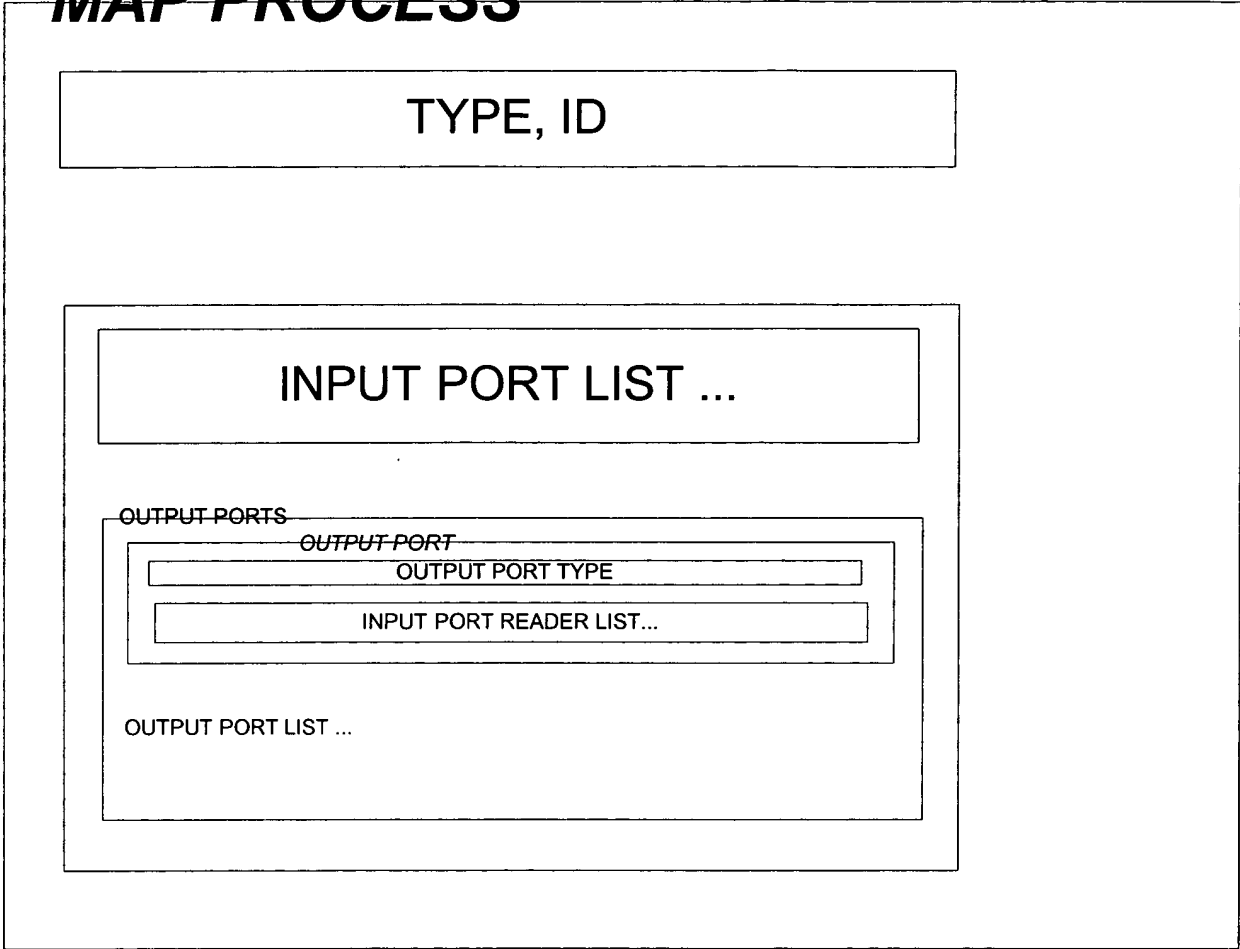 MAP PROCESS
TYPE, ID
INPUT PORT LIST ...
OUTPUT PORTS
OUTPUT PORT
OUTPUT PORT TYPE
INPUT PORT READER LIST...
OUTPUT PORT LIST ...